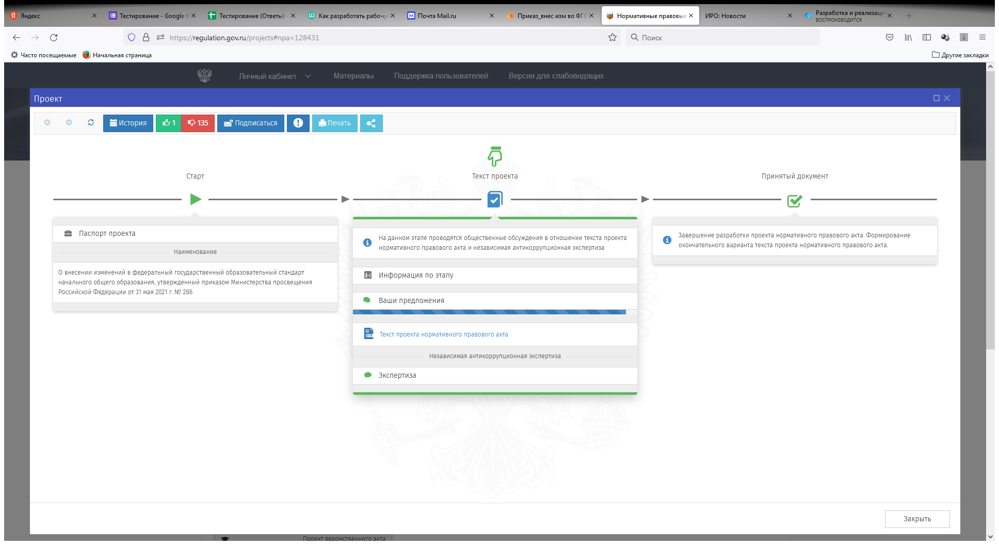 Яндекс
Тестирование - Google Ф
Тестирование (Ответы) -
Как разработать рабочую
Почта Mail.ru
Приказ_внес изм во ФГО
Нормативные правовые
ИРО: Новости
Разработка и реализация
ВОСПРОИЗВОДИТСЯ
https://regulation.gov.ru/projects#npa=128431
Поиск
Часто посещаемые
Начальная страница
Другие закладки
Личный кабинет
Материалы
Поддержка пользователей
Версия для слабовидящих
Проект
История
1
135
Подписаться
Печать
Старт
Текст проекта
Принятый документ
Паспорт проекта
Наименование
О внесении изменений в федеральный государственный образовательный стандарт
начального общего образования, утвержденный приказом Министерства просвещения
Российской Федерации от 31 мая 2021 г. № 286
На данном этапе проводятся общественные обсуждения в отношении текста проекта
нормативного правового акта и независимая антикоррупционная экспертиза
Информация по этапу
Ваши предложения
Текст проекта нормативного правового акта
Независимая антикоррупционная экспертиза
Экспертиза
Завершение разработки проекта нормативного правового акта. Формирование
окончательного варианта текста проекта нормативного правового акта.
Закрыть
Проект ведомственного акта